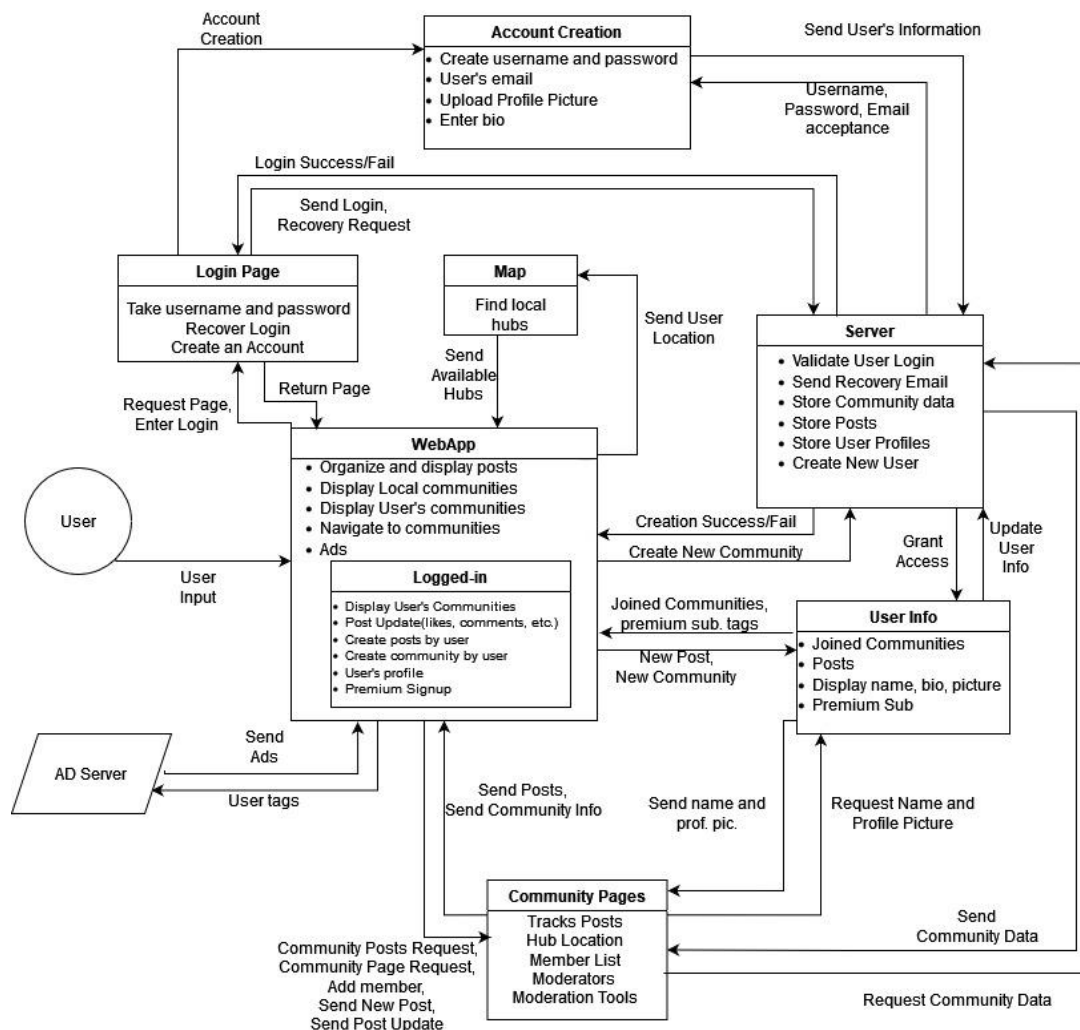 Account
Creation
Account Creation
Create username and password
User's email
Upload Profile Picture
Enter bio
Send User's Information
Username,
Password, Email
acceptance
Login Success/Fail
Send Login,
Recovery Request
Login Page
Take username and password
Recover Login
Create an Account
Map
Find local
hubs
Send User
Location
Server
Validate User Login
Send Recovery Email
Store Community data
Store Posts
Store User Profiles
Create New User
Send
Available
Hubs
Return Page
Request Page,
Enter Login
WebApp
Organize and display posts
Display Local communities
Display User's communities
Navigate to communities
Ads
User
User
Input
Creation Success/Fail
Create New Community
Grant
Access
Update
User
Info
Logged-in
Display User's Communities
Post Update(likes, comments, etc.)
Create posts by user
Create community by user
User's profile
Premium Signup
Joined Communities,
premium sub. tags
New Post,
New Community
User Info
Joined Communities
Posts
Display name, bio, picture
Premium Sub
AD Server
Send
Ads
User tags
Send Posts,
Send Community Info
Send name and
prof. pic.
Request Name and
Profile Picture
Community Pages
Tracks Posts
Hub Location
Member List
Moderators
Moderation Tools
Community Posts Request,
Community Page Request,
Add member,
Send New Post,
Send Post Update
Send
Community Data
Request Community Data